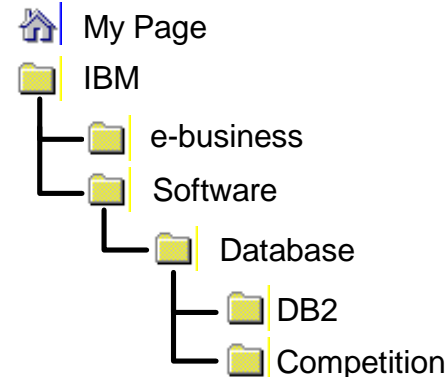 My Page
IBM
e-business
Software
Database
DB2
Competition